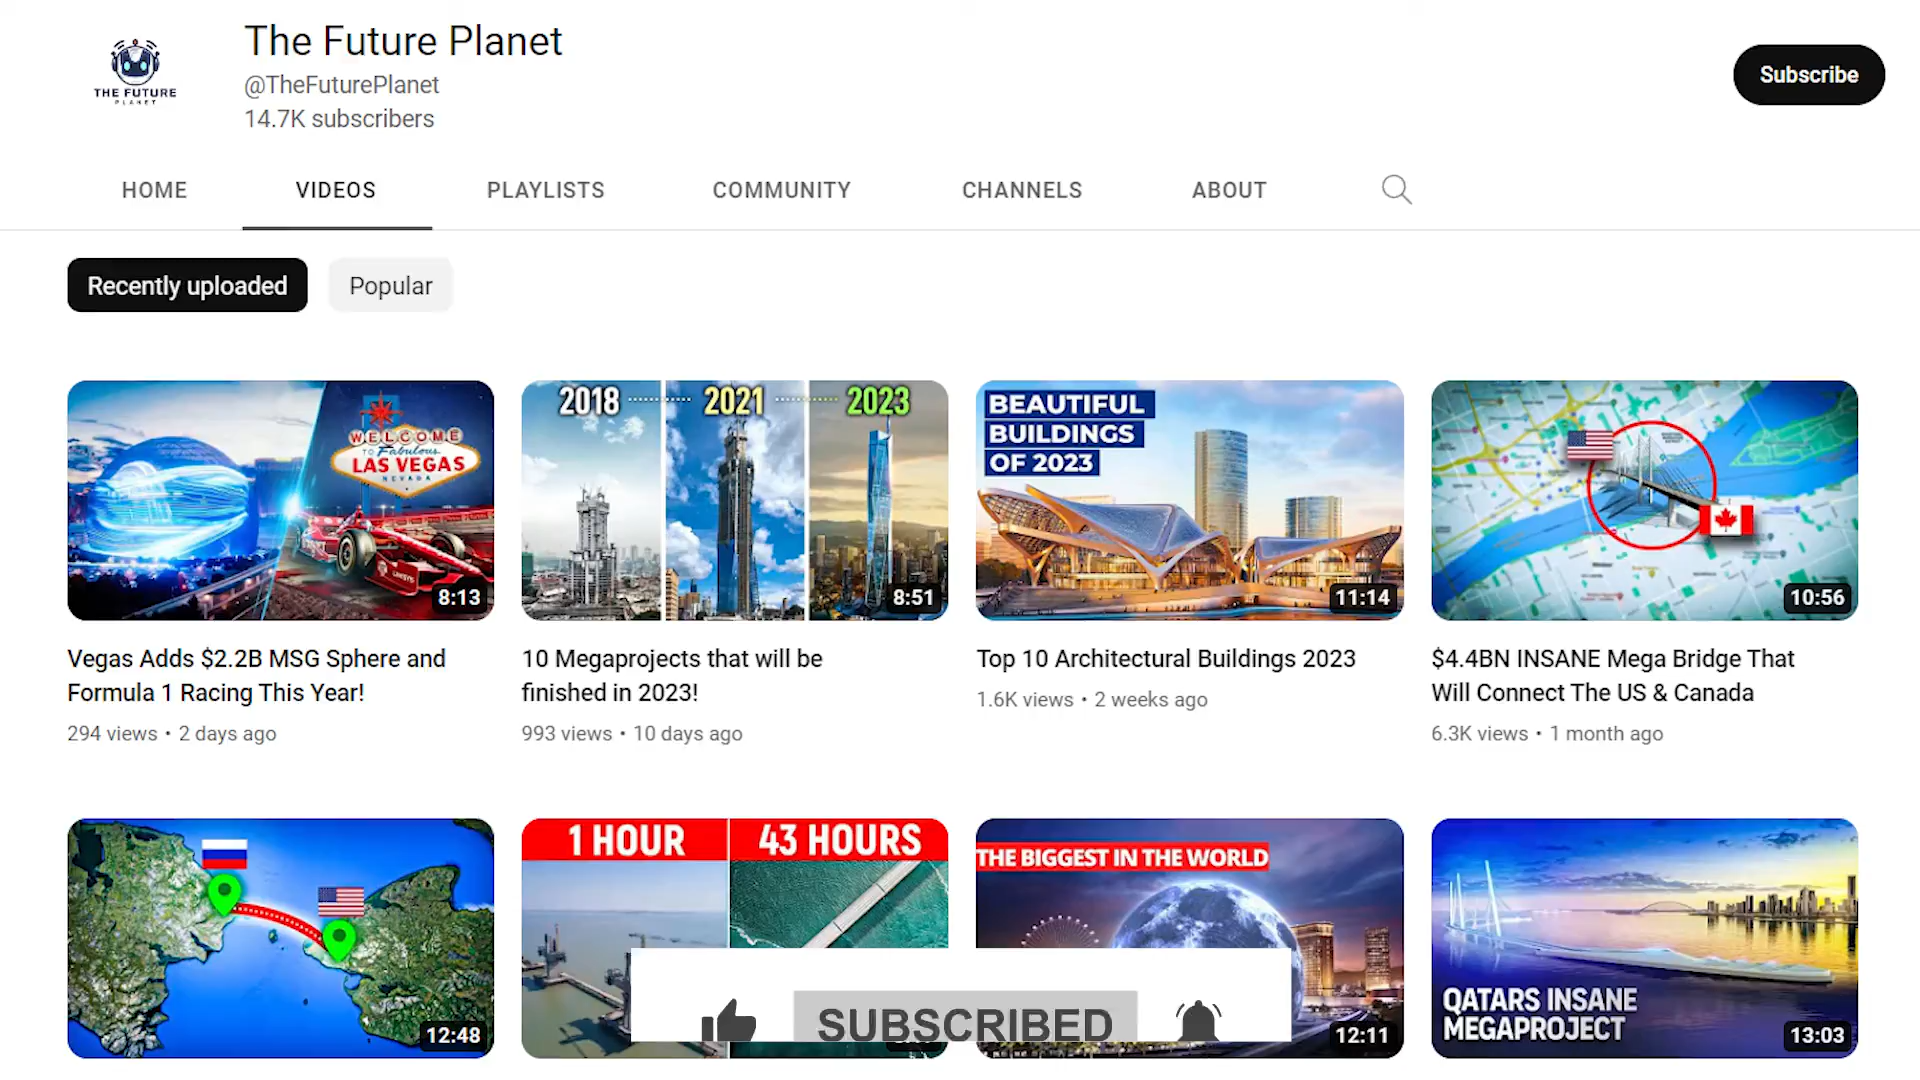 The Future Planet
@TheFuturePlanet
14.7K subscribers
THE FUTURE
PLANET
Subscribe
HOME
VIDEOS
PLAYLISTS
COMMUNITY
CHANNELS
ABOUT
Recently uploaded
Popular
WELCOME
TO Fabulous
LAS VEGAS
NEVADA
8:13
2018
2021
2023
8:51
BEAUTIFUL
BUILDINGS
OF 2023
11:14
10:56
Vegas Adds $2.2B MSG Sphere and
Formula 1 Racing This Year!
294 views • 2 days ago
10 Megaprojects that will be
finished in 2023!
993 views • 10 days ago
Top 10 Architectural Buildings 2023
1.6K views • 2 weeks ago
$4.4BN INSANE Mega Bridge That
Will Connect The US & Canada
6.3K views • 1 month ago
12:48
1 HOUR
43 HOURS
THE BIGGEST IN THE WORLD
12:11
QATARS INSANE
MEGAPROJECT
13:03
SUBSCRIBED